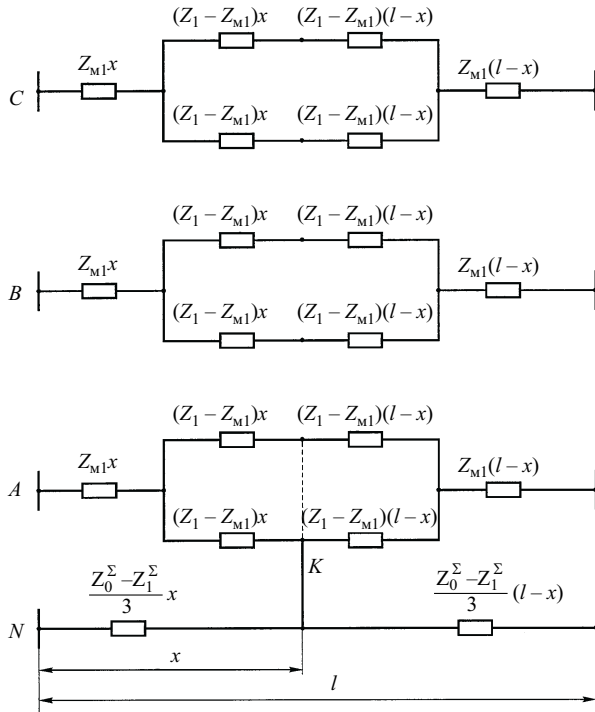 (Z₁ – Zм₁)x (Z₁ – Zм₁)(l – x)
C Zм₁x Zм₁(l – x)
(Z₁ – Zм₁)x (Z₁ – Zм₁)(l – x)
(Z₁ – Zм₁)x (Z₁ – Zм₁)(l – x)
B Zм₁x Zм₁(l – x)
(Z₁ – Zм₁)x (Z₁ – Zм₁)(l – x)
(Z₁ – Zм₁)x (Z₁ – Zм₁)(l – x)
A Zм₁x Zм₁(l – x)
(Z₁ – Zм₁)x (Z₁ – Zм₁)(l – x)
K
N (Z₀^Σ – Z₁^Σ)/3 x (Z₀^Σ – Z₁^Σ)/3 (l – x)
x
l